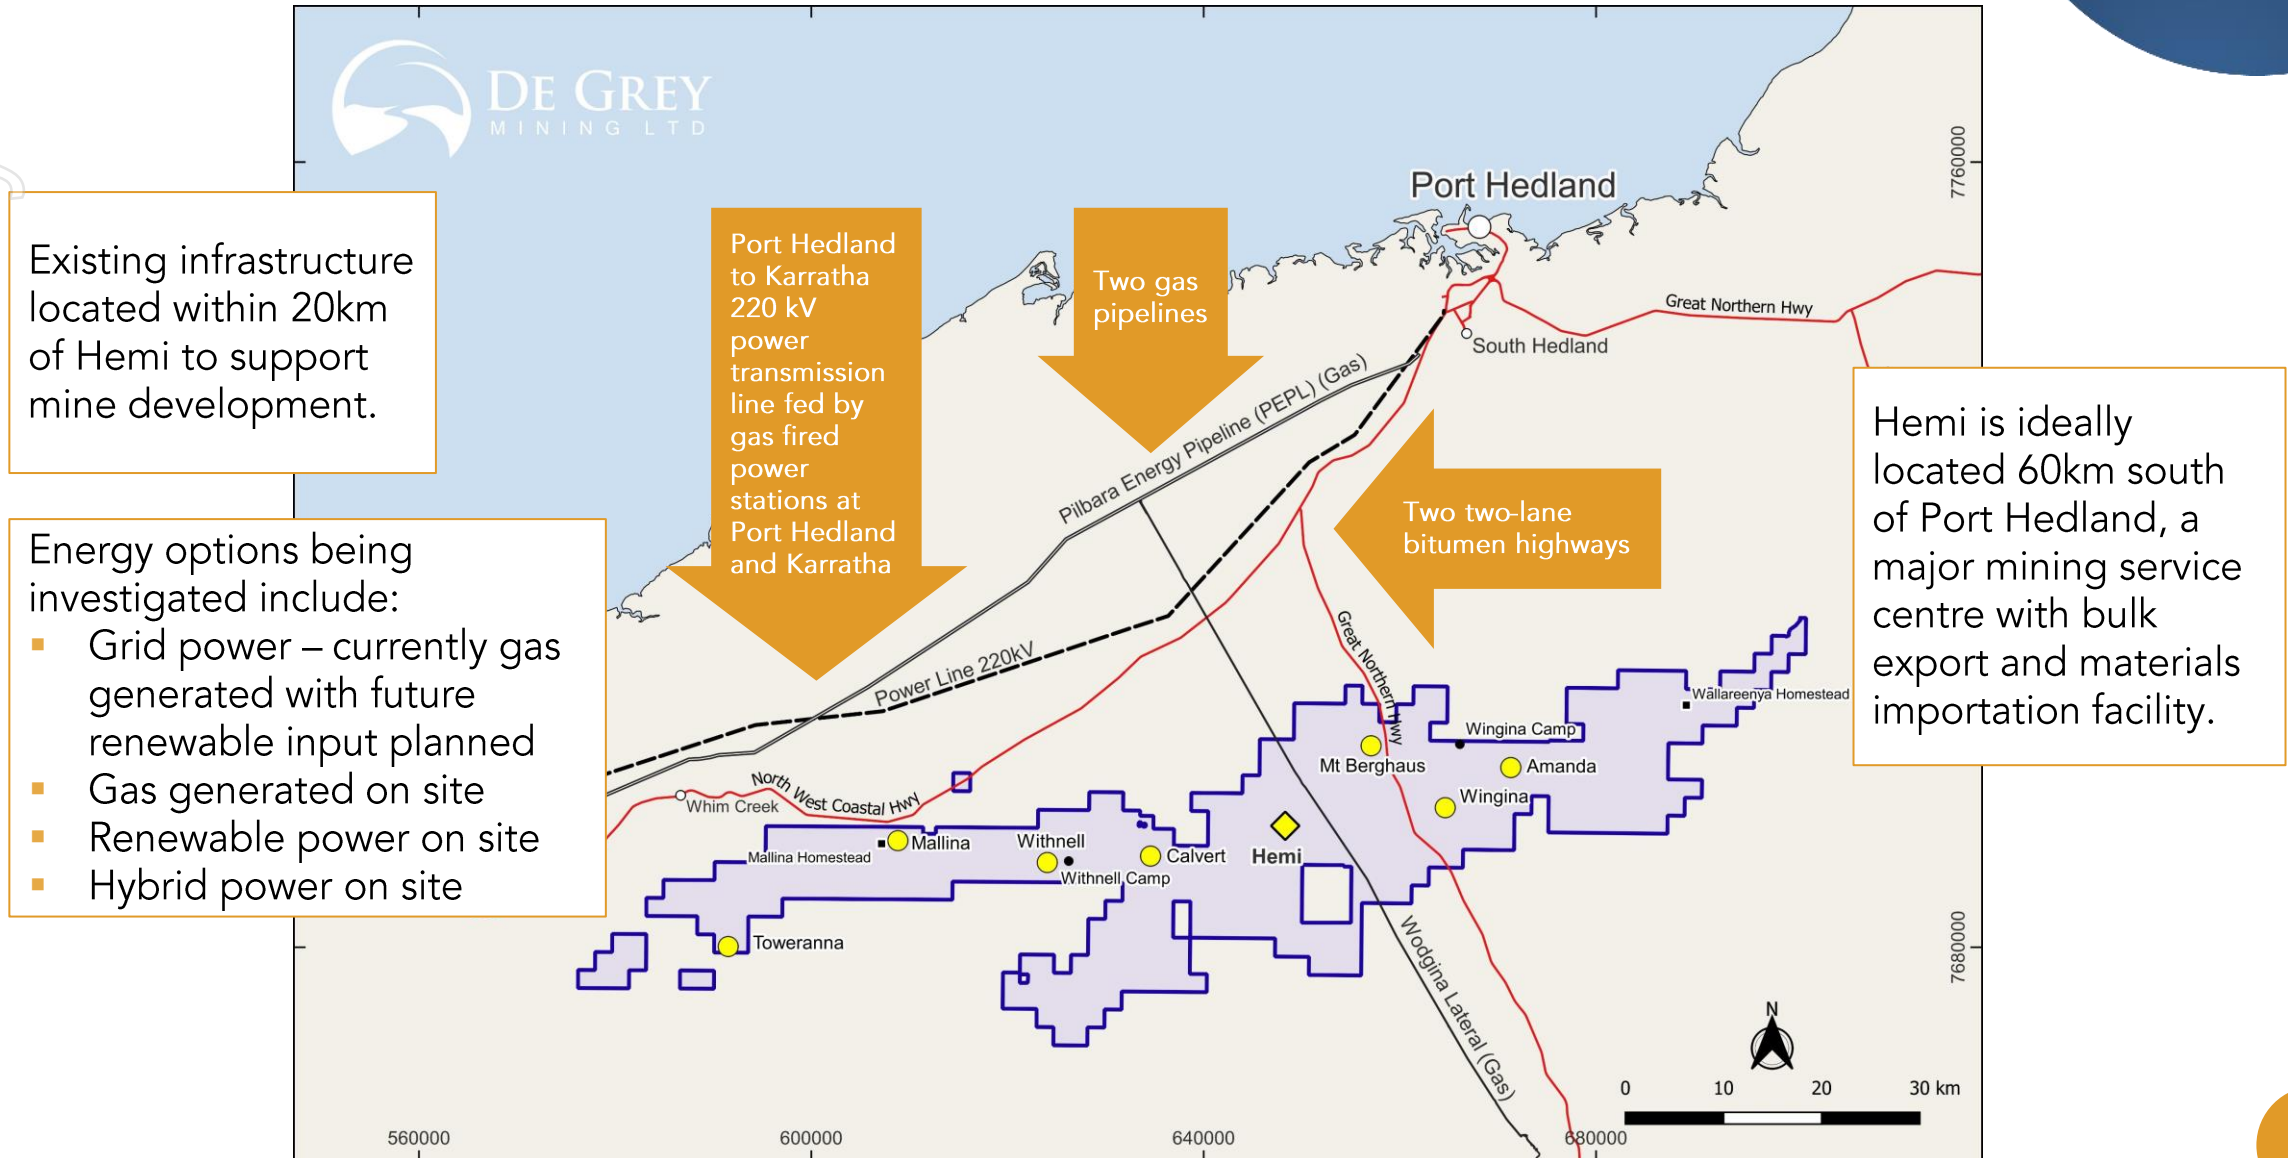 DE GREY
MINING LTD
Existing infrastructure
located within 20km
of Hemi to support
mine development.
Energy options being
investigated include:
▪ Grid power – currently gas
generated with future
renewable input planned
▪ Gas generated on site
▪ Renewable power on site
▪ Hybrid power on site
Port Hedland
to Karratha
220 kV
power
transmission
line fed by
gas fired
power
stations at
Port Hedland
and Karratha
Two gas
pipelines
Two two-lane
bitumen highways
Hemi is ideally
located 60km south
of Port Hedland, a
major mining service
centre with bulk
export and materials
importation facility.
Port Hedland
South Hedland
Great Northern Hwy
Pilbara Energy Pipeline (PEPL) (Gas)
Power Line 220kV
Great Northern Hwy
North West Coastal Hwy
Whim Creek
Wallareenya Homestead
Wingina Camp
Mt Berghaus
Amanda
Wingina
Mallina Homestead
Mallina
Withnell
Withnell Camp
Calvert
Hemi
Toweranna
Wodgina Lateral (Gas)
7760000
7680000
N
0 10 20 30 km
560000
600000
640000
680000